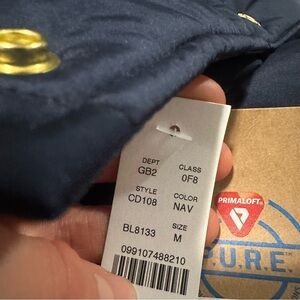 DEPT CLASS
GB2 0F8
STYLE COLOR
CD108 NAV
SIZE
BL8133 M
099107488210
PRIMALOFT
P.U.R.E.